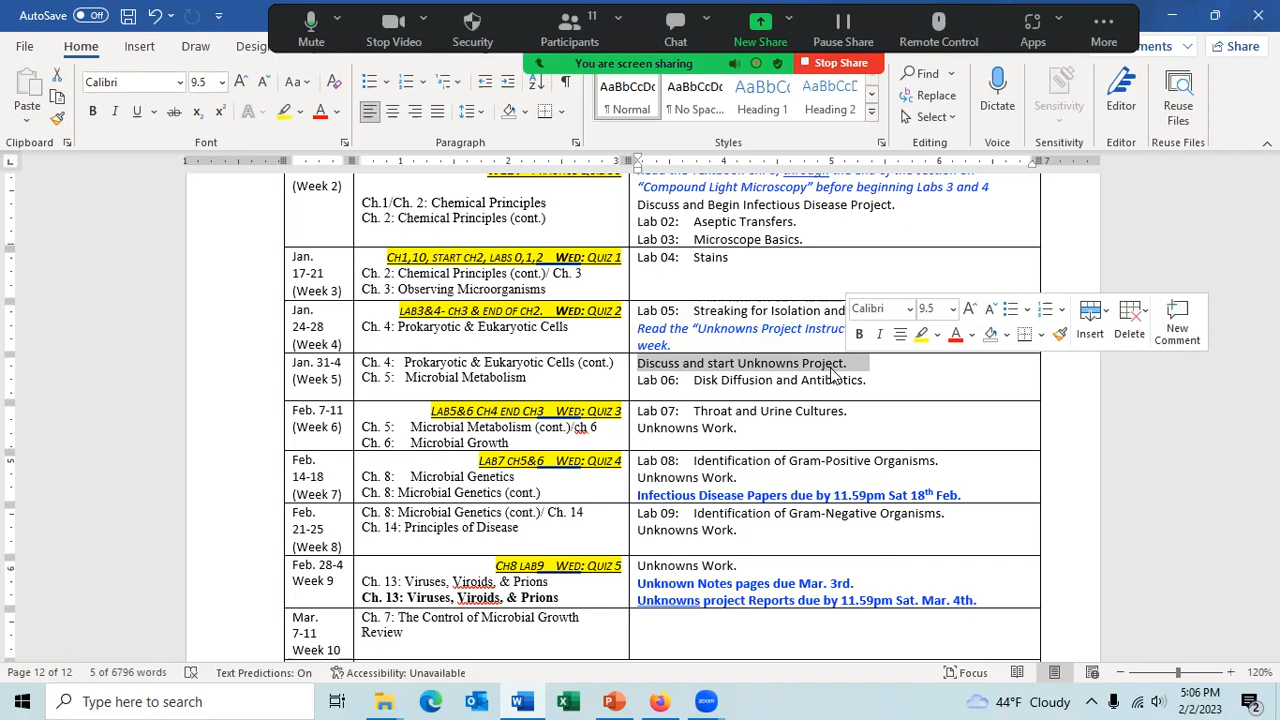 AutoSave Off
Mute
Stop Video
Security
Participants
11
Chat
New Share
Pause Share
Remote Control
Apps
More
You are screen sharing
Stop Share
File
Home
Insert
Draw
Share
Paste
Calibri
9.5
Aa
B I U ab x
AaBbCcDc
AaBbCcDc
AaBbC
AaBbCcD
¶ Normal
¶ No Spac...
Heading 1
Heading 2
Find
Replace
Select
Dictate
Sensitivity
Editor
Reuse
Files
Clipboard
Font
Paragraph
Styles
Editing
Voice
Sensitivity
Editor
Reuse Files
1 1 2 3 4 5 6 7
(Week 2)
Ch.1/Ch. 2: Chemical Principles
Ch. 2: Chemical Principles (cont.)
“Compound Light Microscopy” before beginning Labs 3 and 4
Discuss and Begin Infectious Disease Project.
Lab 02: Aseptic Transfers.
Lab 03: Microscope Basics.
Jan.
17-21
(Week 3)
CH1,10, START CH2, LABS 0,1,2 WED: QUIZ 1
Ch. 2: Chemical Principles (cont.)/ Ch. 3
Ch. 3: Observing Microorganisms
Lab 04: Stains
Jan.
24-28
(Week 4)
LAB3&4- CH3 & END OF CH2. WED: QUIZ 2
Ch. 4: Prokaryotic & Eukaryotic Cells
Lab 05: Streaking for Isolation and
Read the “Unknowns Project Instruc
week.
Calibri
9.5
B I
Insert
Delete
New
Comment
Jan. 31-4
(Week 5)
Ch. 4: Prokaryotic & Eukaryotic Cells (cont.)
Ch. 5: Microbial Metabolism
Discuss and start Unknowns Project.
Lab 06: Disk Diffusion and Antibiotics.
Feb. 7-11
(Week 6)
LAB5&6 CH4 END CH3 WED: QUIZ 3
Ch. 5: Microbial Metabolism (cont.)/ch 6
Ch. 6: Microbial Growth
Lab 07: Throat and Urine Cultures.
Unknowns Work.
Feb.
14-18
(Week 7)
LAB7 CH5&6 WED: QUIZ 4
Ch. 8: Microbial Genetics
Ch. 8: Microbial Genetics (cont.)
Lab 08: Identification of Gram-Positive Organisms.
Unknowns Work.
Infectious Disease Papers due by 11.59pm Sat 18th Feb.
Feb.
21-25
(Week 8)
Ch. 8: Microbial Genetics (cont.)/ Ch. 14
Ch. 14: Principles of Disease
Lab 09: Identification of Gram-Negative Organisms.
Unknowns Work.
Feb. 28-4
Week 9
CH8 LAB9 WED: QUIZ 5
Ch. 13: Viruses, Viroids, & Prions
Ch. 13: Viruses, Viroids, & Prions
Unknowns Work.
Unknown Notes pages due Mar. 3rd.
Unknowns project Reports due by 11.59pm Sat. Mar. 4th.
Mar.
7-11
Week 10
Ch. 7: The Control of Microbial Growth
Review
Page 12 of 12
5 of 6796 words
Text Predictions: On
Accessibility: Unavailable
Focus
120%
Type here to search
44°F Cloudy
5:06 PM
2/2/2023
2